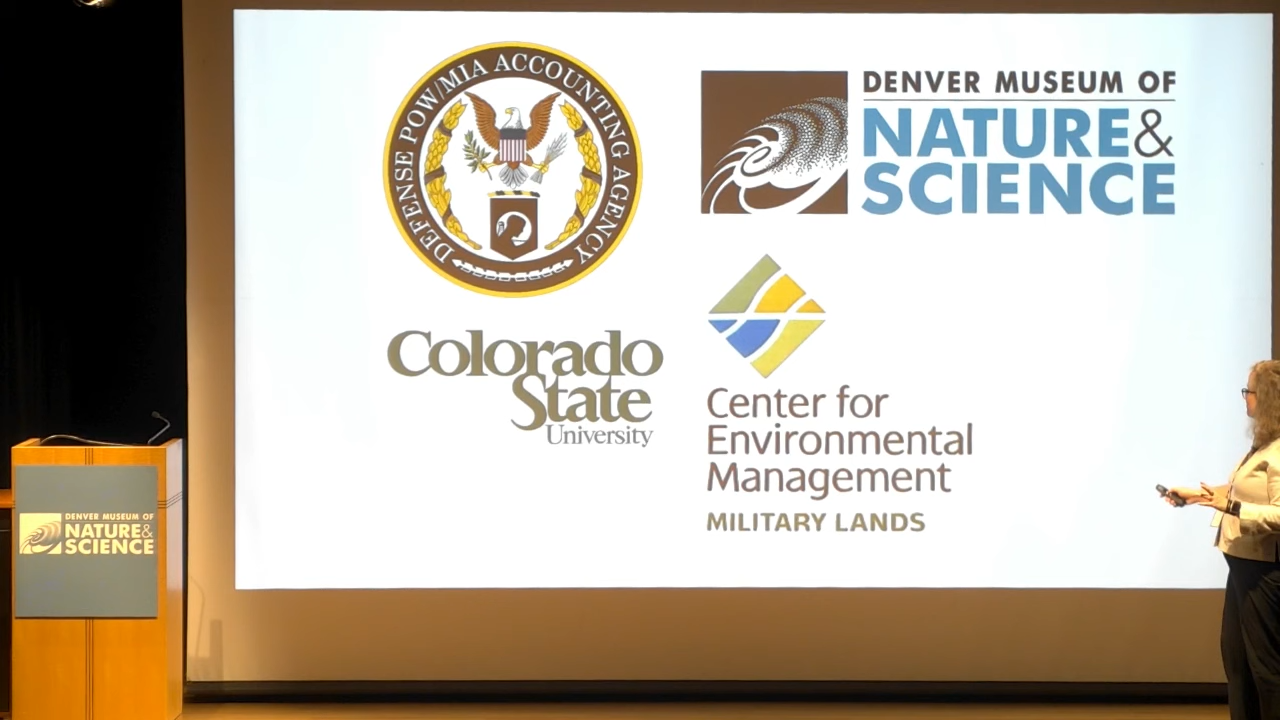 DEFENSE POW/MIA ACCOUNTING AGENCY
DENVER MUSEUM OF
NATURE &
SCIENCE
Colorado
State
University
Center for
Environmental
Management
MILITARY LANDS
DENVER MUSEUM OF
NATURE &
SCIENCE